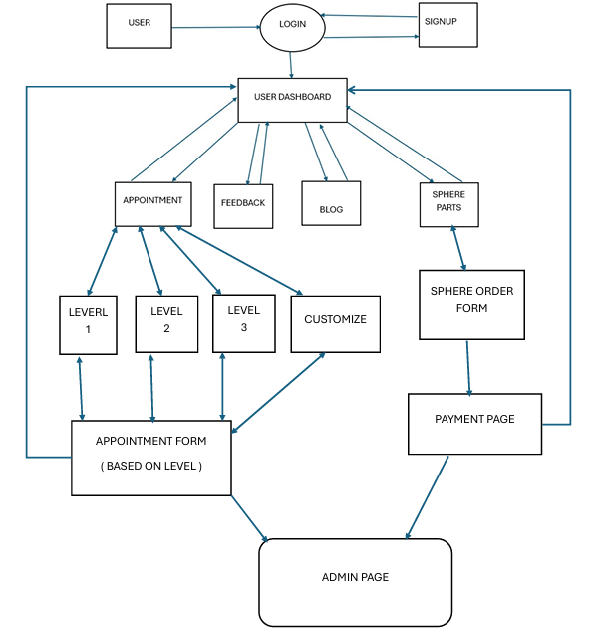 USER
LOGIN
SIGNUP
USER DASHBOARD
APPOINTMENT
FEEDBACK
BLOG
SPHERE
PARTS
LEVERL
1
LEVEL
2
LEVEL
3
CUSTOMIZE
SPHERE ORDER
FORM
APPOINTMENT FORM
( BASED ON LEVEL )
PAYMENT PAGE
ADMIN PAGE